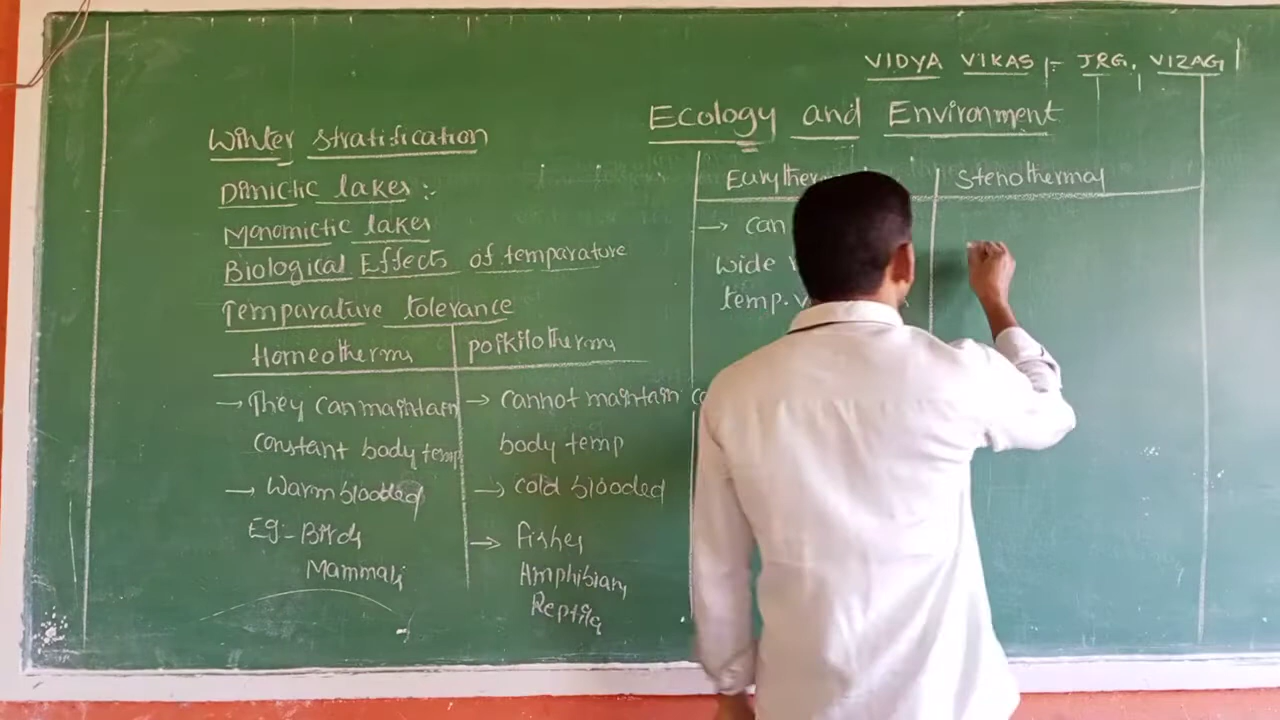 VIDYA VIKAS :- JRG, VIZAG
Ecology and Environment
Winter stratification
Dimictic lakes :-
Monomictic lakes
Biological Effects of temparature
Temparature tolerance
Homeotherms
→ They can maintain
constant body temp
→ Warm blooded
Eg:- Birds
Mammals
poikilotherms
→ cannot maintain
body temp
→ cold blooded
→ Fishes
Amphibians
Reptiles
→ can
Wide
temp.
Stenothermal